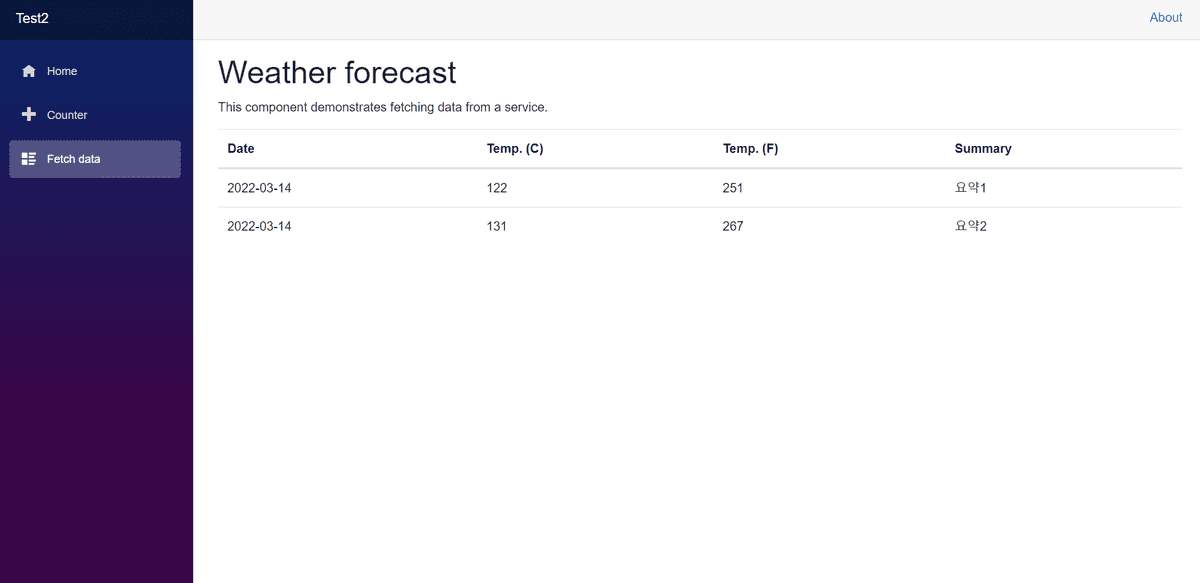 Test2
About
Home
Counter
Fetch data
Weather forecast
This component demonstrates fetching data from a service.
Date Temp. (C) Temp. (F) Summary
2022-03-14 122 251 요약1
2022-03-14 131 267 요약2